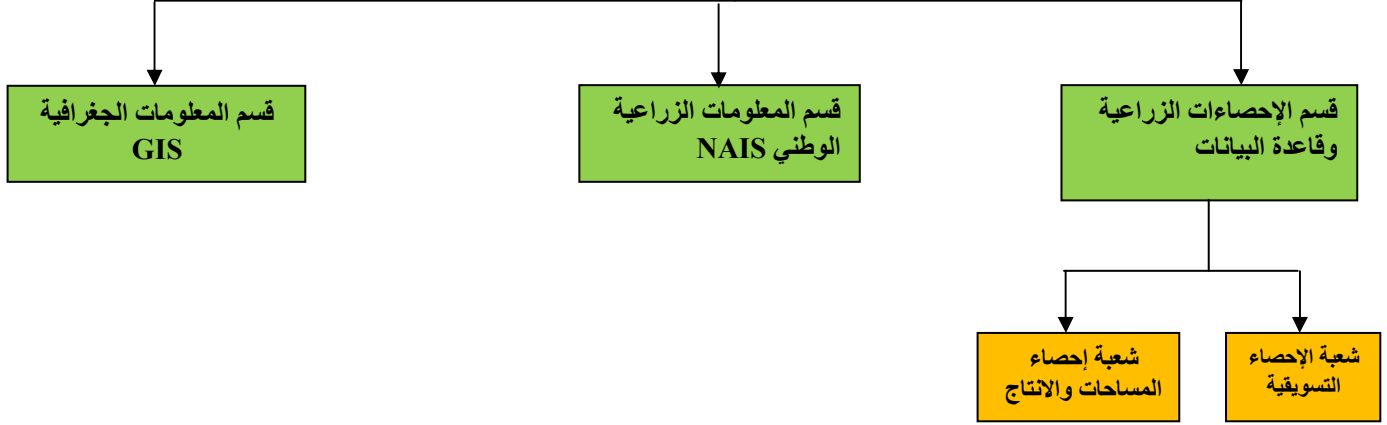 قسم الإحصاءات الزراعية
وقاعدة البيانات
قسم المعلومات الزراعية
الوطني NAIS
قسم المعلومات الجغرافية
GIS
شعبة الإحصاء
التسويقية
شعبة إحصاء
المساحات والانتاج